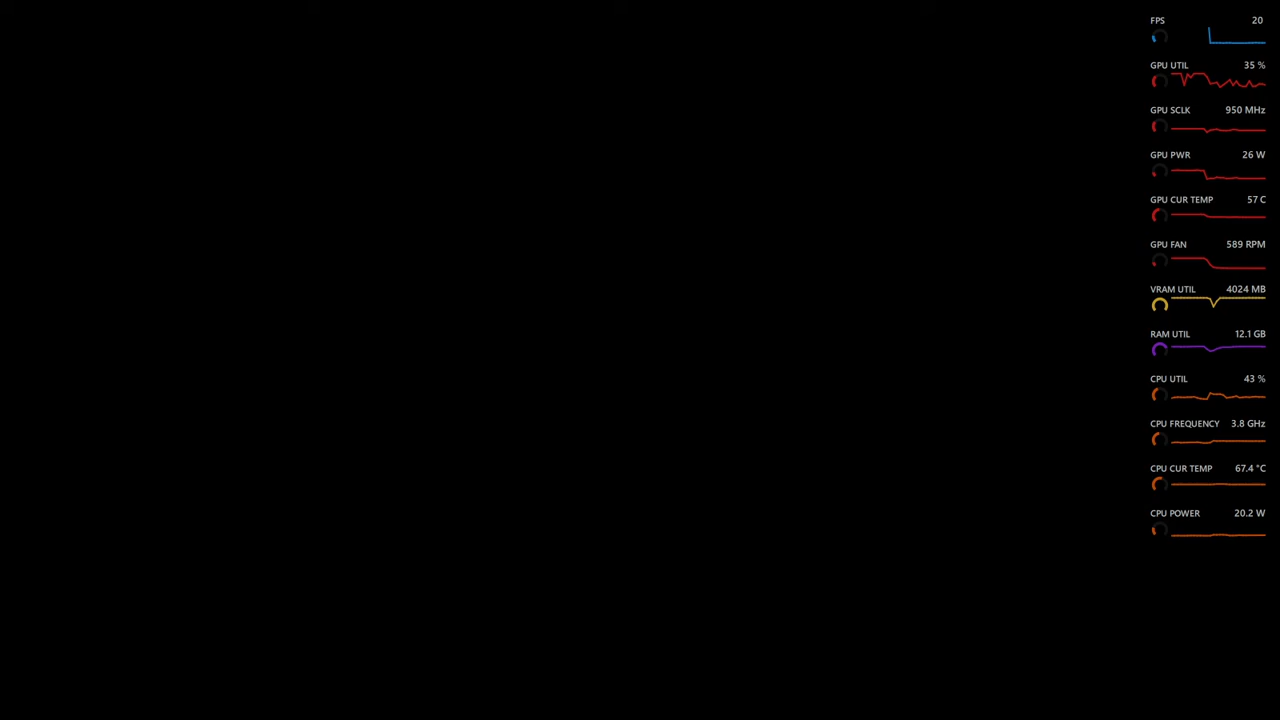 FPS 20
GPU UTIL 35 %
GPU SCLK 950 MHz
GPU PWR 26 W
GPU CUR TEMP 57 C
GPU FAN 589 RPM
VRAM UTIL 4024 MB
RAM UTIL 12.1 GB
CPU UTIL 43 %
CPU FREQUENCY 3.8 GHz
CPU CUR TEMP 67.4 °C
CPU POWER 20.2 W